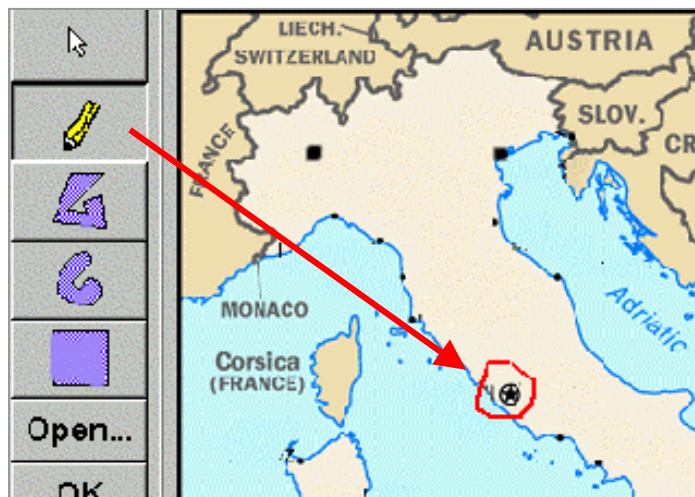 LIECH.
SWITZERLAND
AUSTRIA
SLOV.
CR
FRANCE
MONACO
Adriatic
Corsica
(FRANCE)
Open...
OK